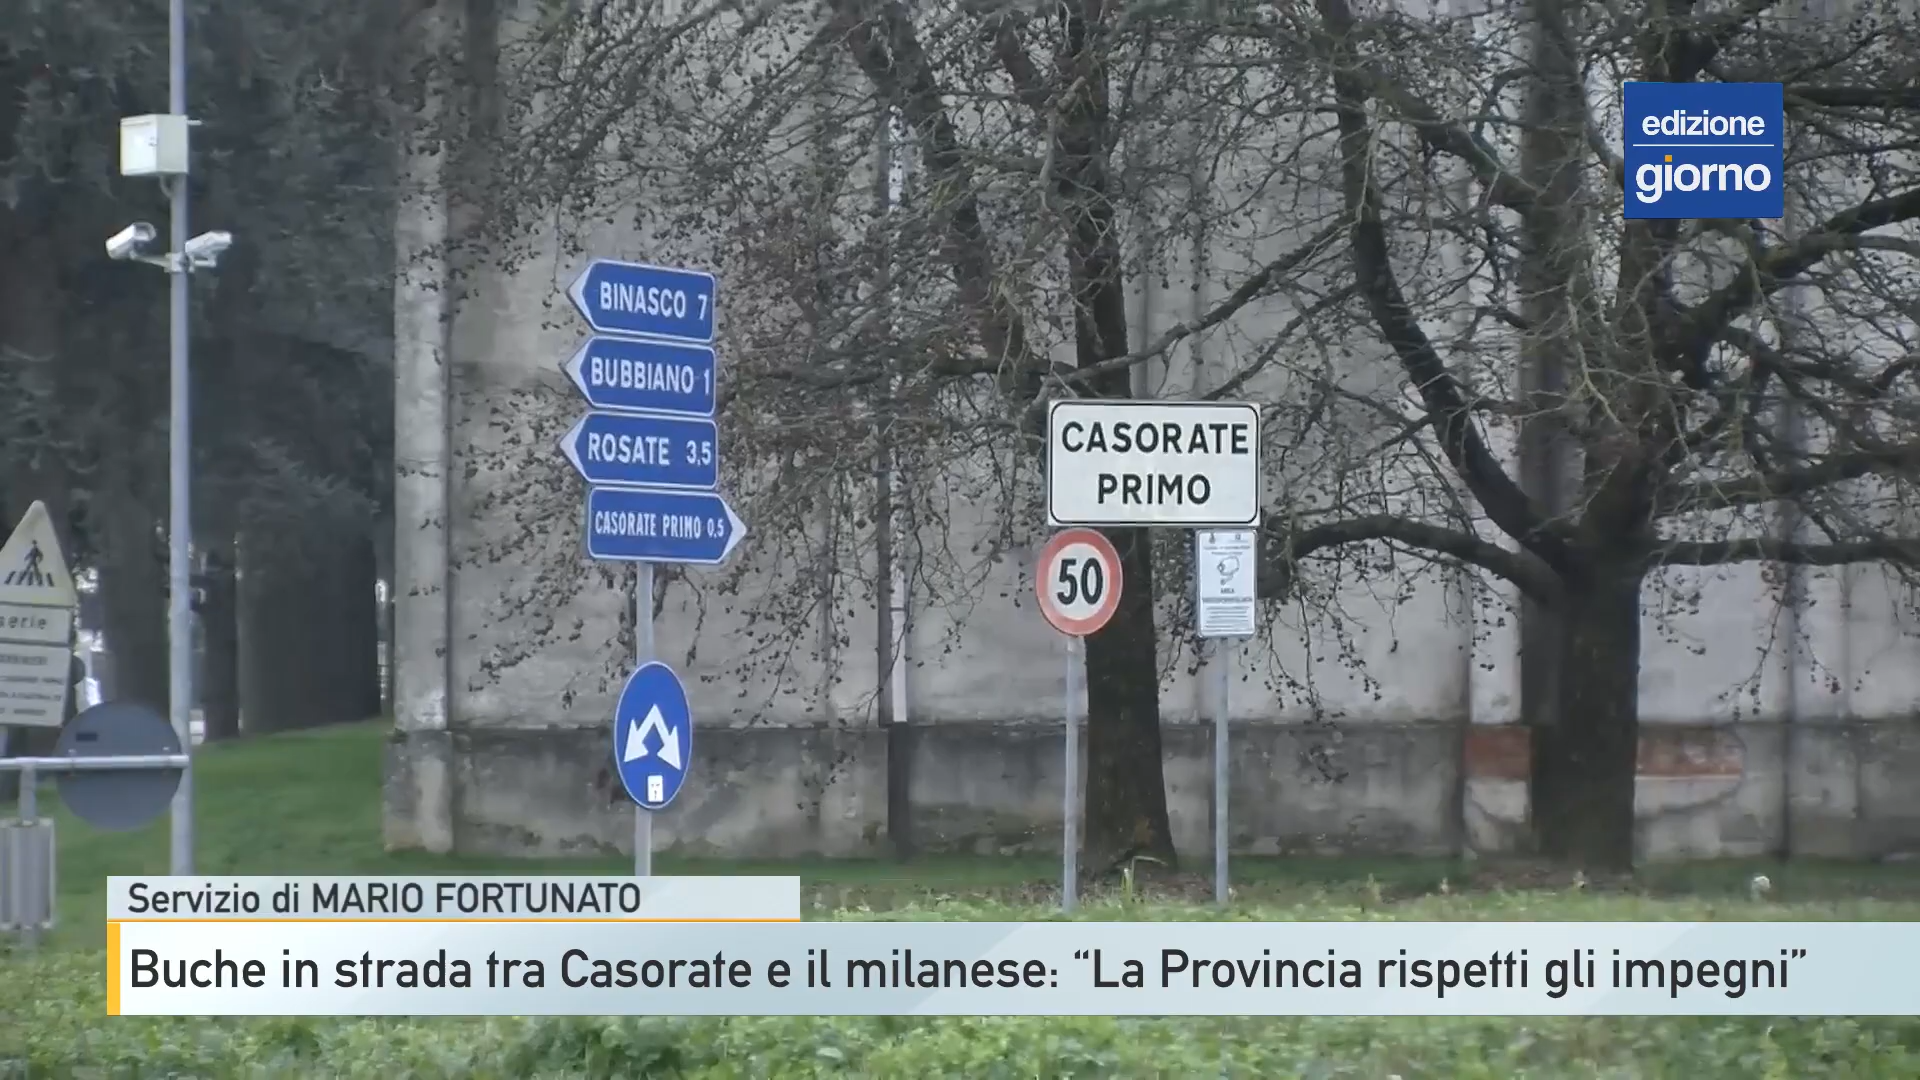 edizione
giorno
BINASCO 7
BUBBIANO 1
ROSATE 3,5
CASORATE PRIMO 0,5
CASORATE
PRIMO
50
serie
Servizio di MARIO FORTUNATO
Buche in strada tra Casorate e il milanese: “La Provincia rispetti gli impegni”